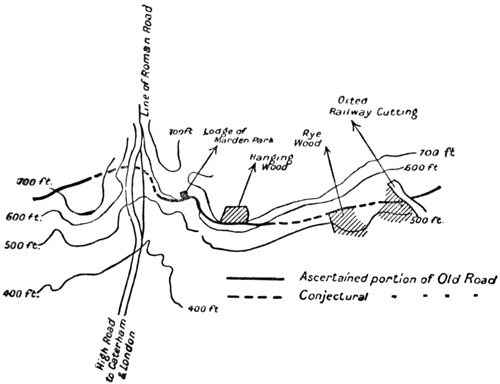 Line of Roman Road
700 ft
Lodge of
Marden Park
Hanging
Wood
Rye
Wood
Oxted
Railway Cutting
700 ft
600 ft.
500 ft.
700 ft.
600 ft.
500 ft.
400 ft.
400 ft
High Road
to Caterham
& London
Ascertained portion of Old Road
Conjectural " " " "